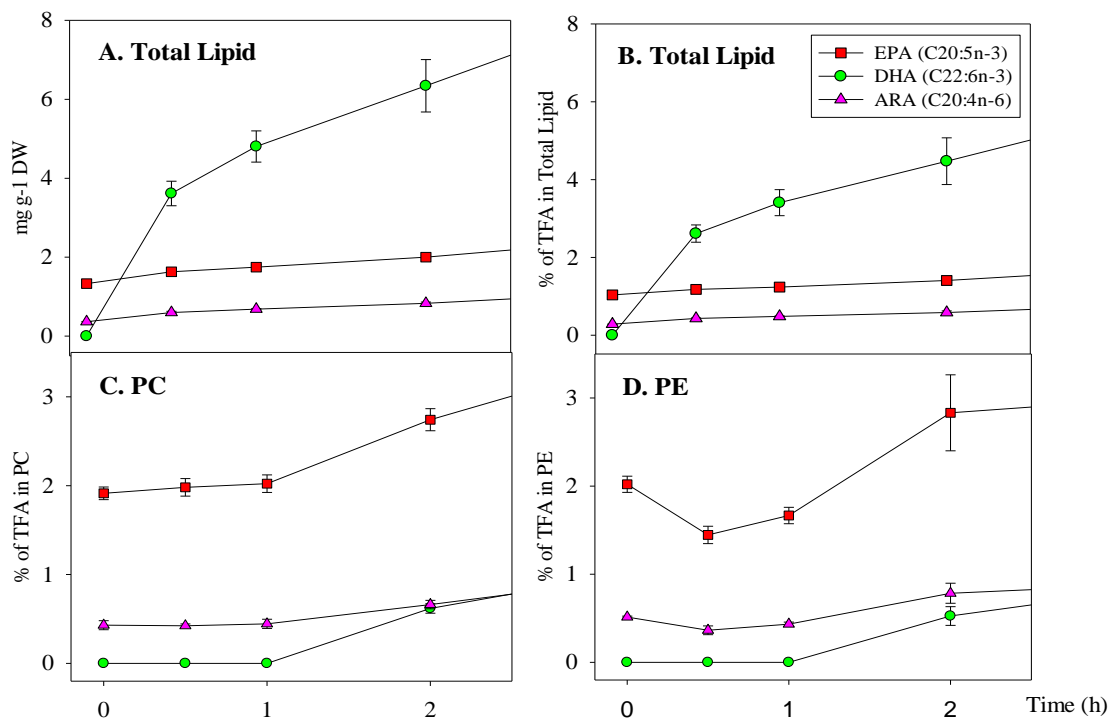 A. Total Lipid
8
6
4
2
0
mg g-1 DW
B. Total Lipid
EPA (C20:5n-3)
DHA (C22:6n-3)
ARA (C20:4n-6)
8
6
4
2
0
% of TFA in Total Lipid
C. PC
3
2
1
0
% of TFA in PC
0 1 2
D. PE
3
2
1
0
% of TFA in PE
0 1 2
Time (h)